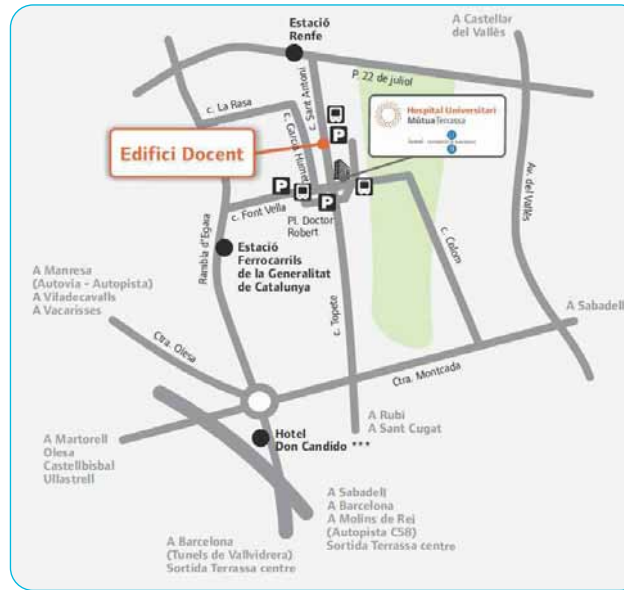 A Castellar
del Vallès
Estació
Renfe
P. 22 de juliol
c. Sant Antoni
c. La Rasa
c. García Humet
Hospital Universitari
MútuaTerrassa
Edifici Docent
P
P
P
c. Font Vella
Pl. Doctor
Robert
Av. del Vallès
Rambla d'Egara
Estació
Ferrocarrils
de la Generalitat
de Catalunya
c. Colom
c. Topete
A Manresa
(Autovia - Autopista)
A Viladecavalls
A Vacarisses
A Sabadell
Ctra. Olesa
Ctra. Montcada
A Rubí
A Sant Cugat
Hotel
Don Candido ***
A Martorell
Olesa
Castellbisbal
Ullastrell
A Sabadell
A Barcelona
A Molins de Rei
(Autopista C58)
Sortida Terrassa centre
A Barcelona
(Tunels de Vallvidrera)
Sortida Terrassa centre